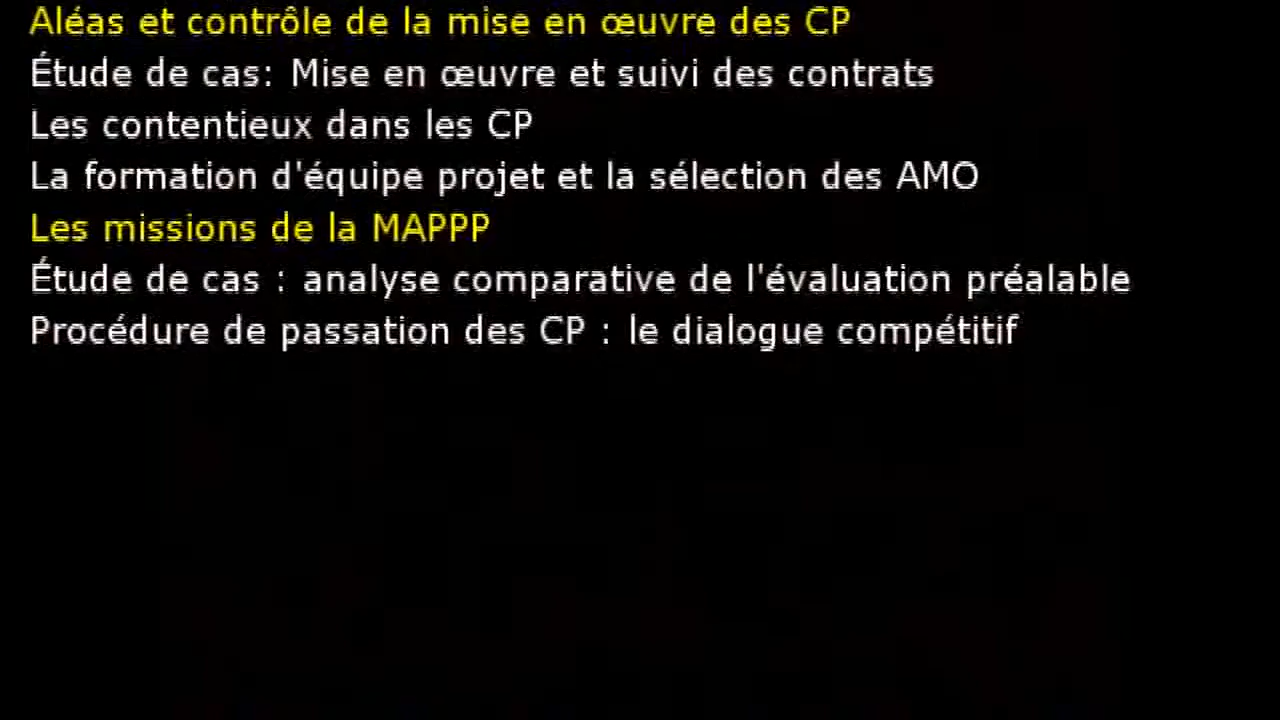 Aléas et contrôle de la mise en œuvre des CP
Étude de cas: Mise en œuvre et suivi des contrats
Les contentieux dans les CP
La formation d'équipe projet et la sélection des AMO
Les missions de la MAPPP
Étude de cas : analyse comparative de l'évaluation préalable
Procédure de passation des CP : le dialogue compétitif